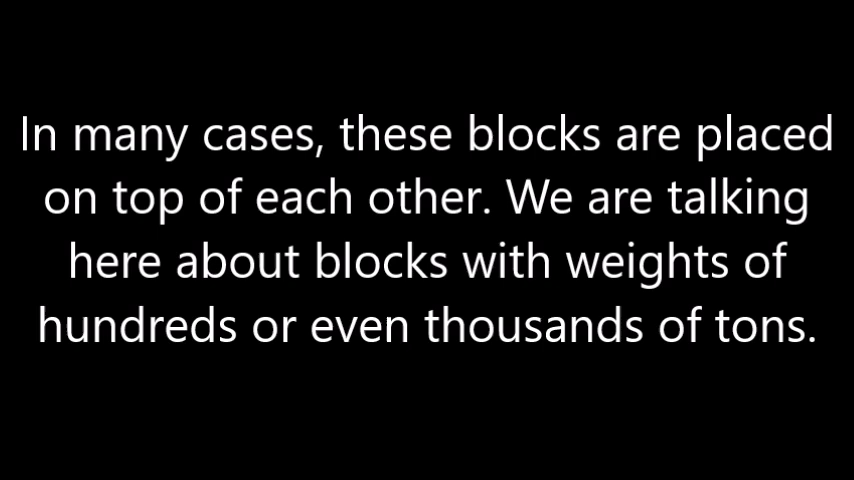 In many cases, these blocks are placed
on top of each other. We are talking
here about blocks with weights of
hundreds or even thousands of tons.